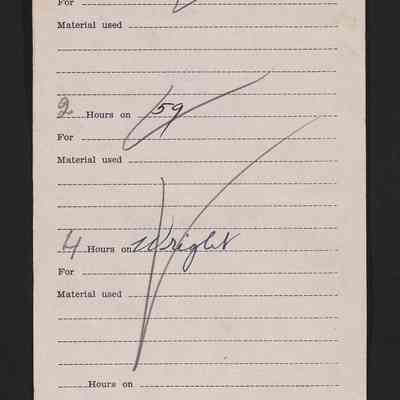 For
Material used
2 Hours on 59
For
Material used
4 Hours on Wright
For
Material used
Hours on